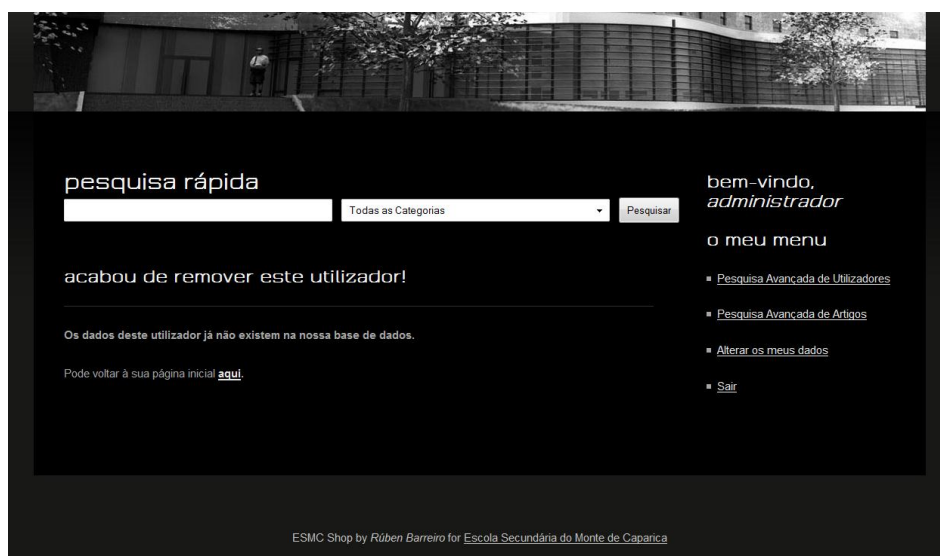 pesquisa rápida
Todas as Categorias
Pesquisar
acabou de remover este utilizador!
Os dados deste utilizador já não existem na nossa base de dados.
Pode voltar à sua página inicial aqui.
bem-vindo,
administrador
o meu menu
Pesquisa Avançada de Utilizadores
Pesquisa Avançada de Artigos
Alterar os meus dados
Sair
ESMC Shop by Rúben Barreiro for Escola Secundária do Monte de Caparica